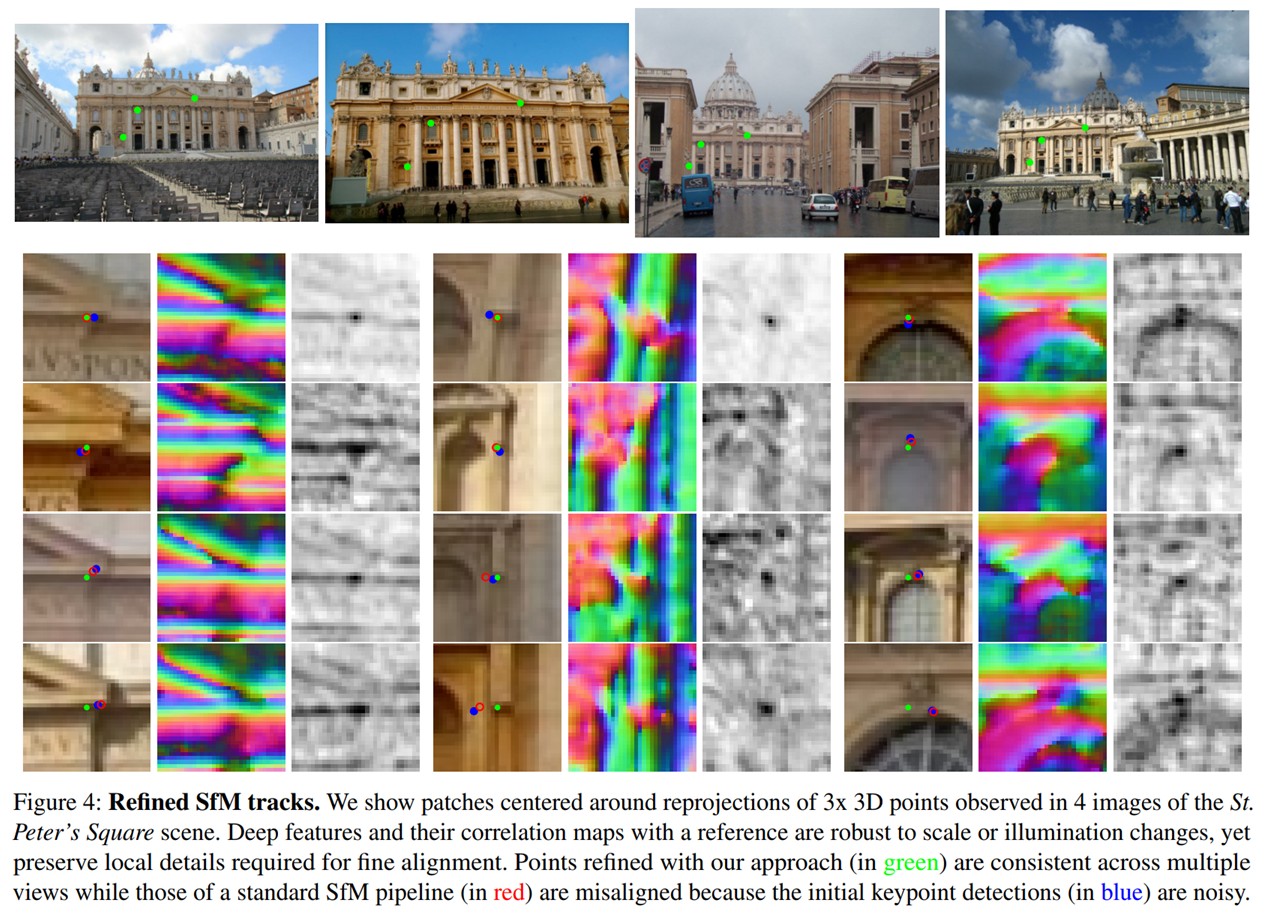 Figure 4: Refined SfM tracks. We show patches centered around reprojections of 3x 3D points observed in 4 images of the St.
Peter's Square scene. Deep features and their correlation maps with a reference are robust to scale or illumination changes, yet
preserve local details required for fine alignment. Points refined with our approach (in green) are consistent across multiple
views while those of a standard SfM pipeline (in red) are misaligned because the initial keypoint detections (in blue) are noisy.